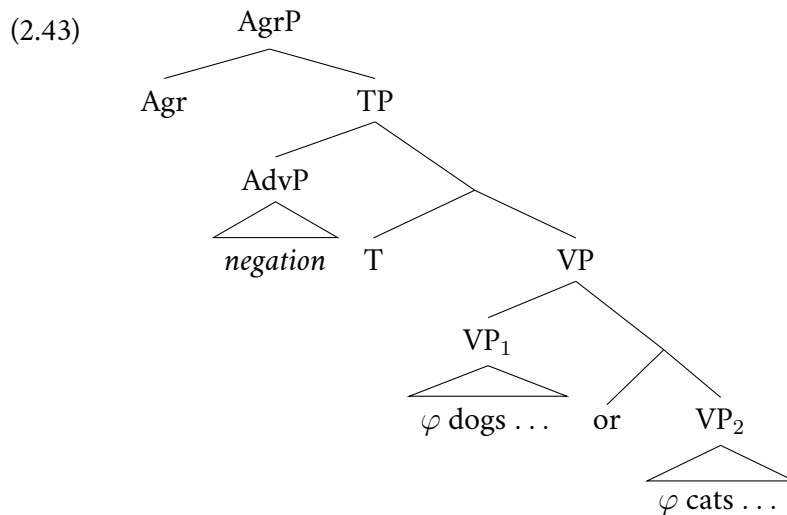 (2.43)
AgrP
Agr TP
AdvP
negation T VP
VP₁
φ dogs … or VP₂
φ cats …